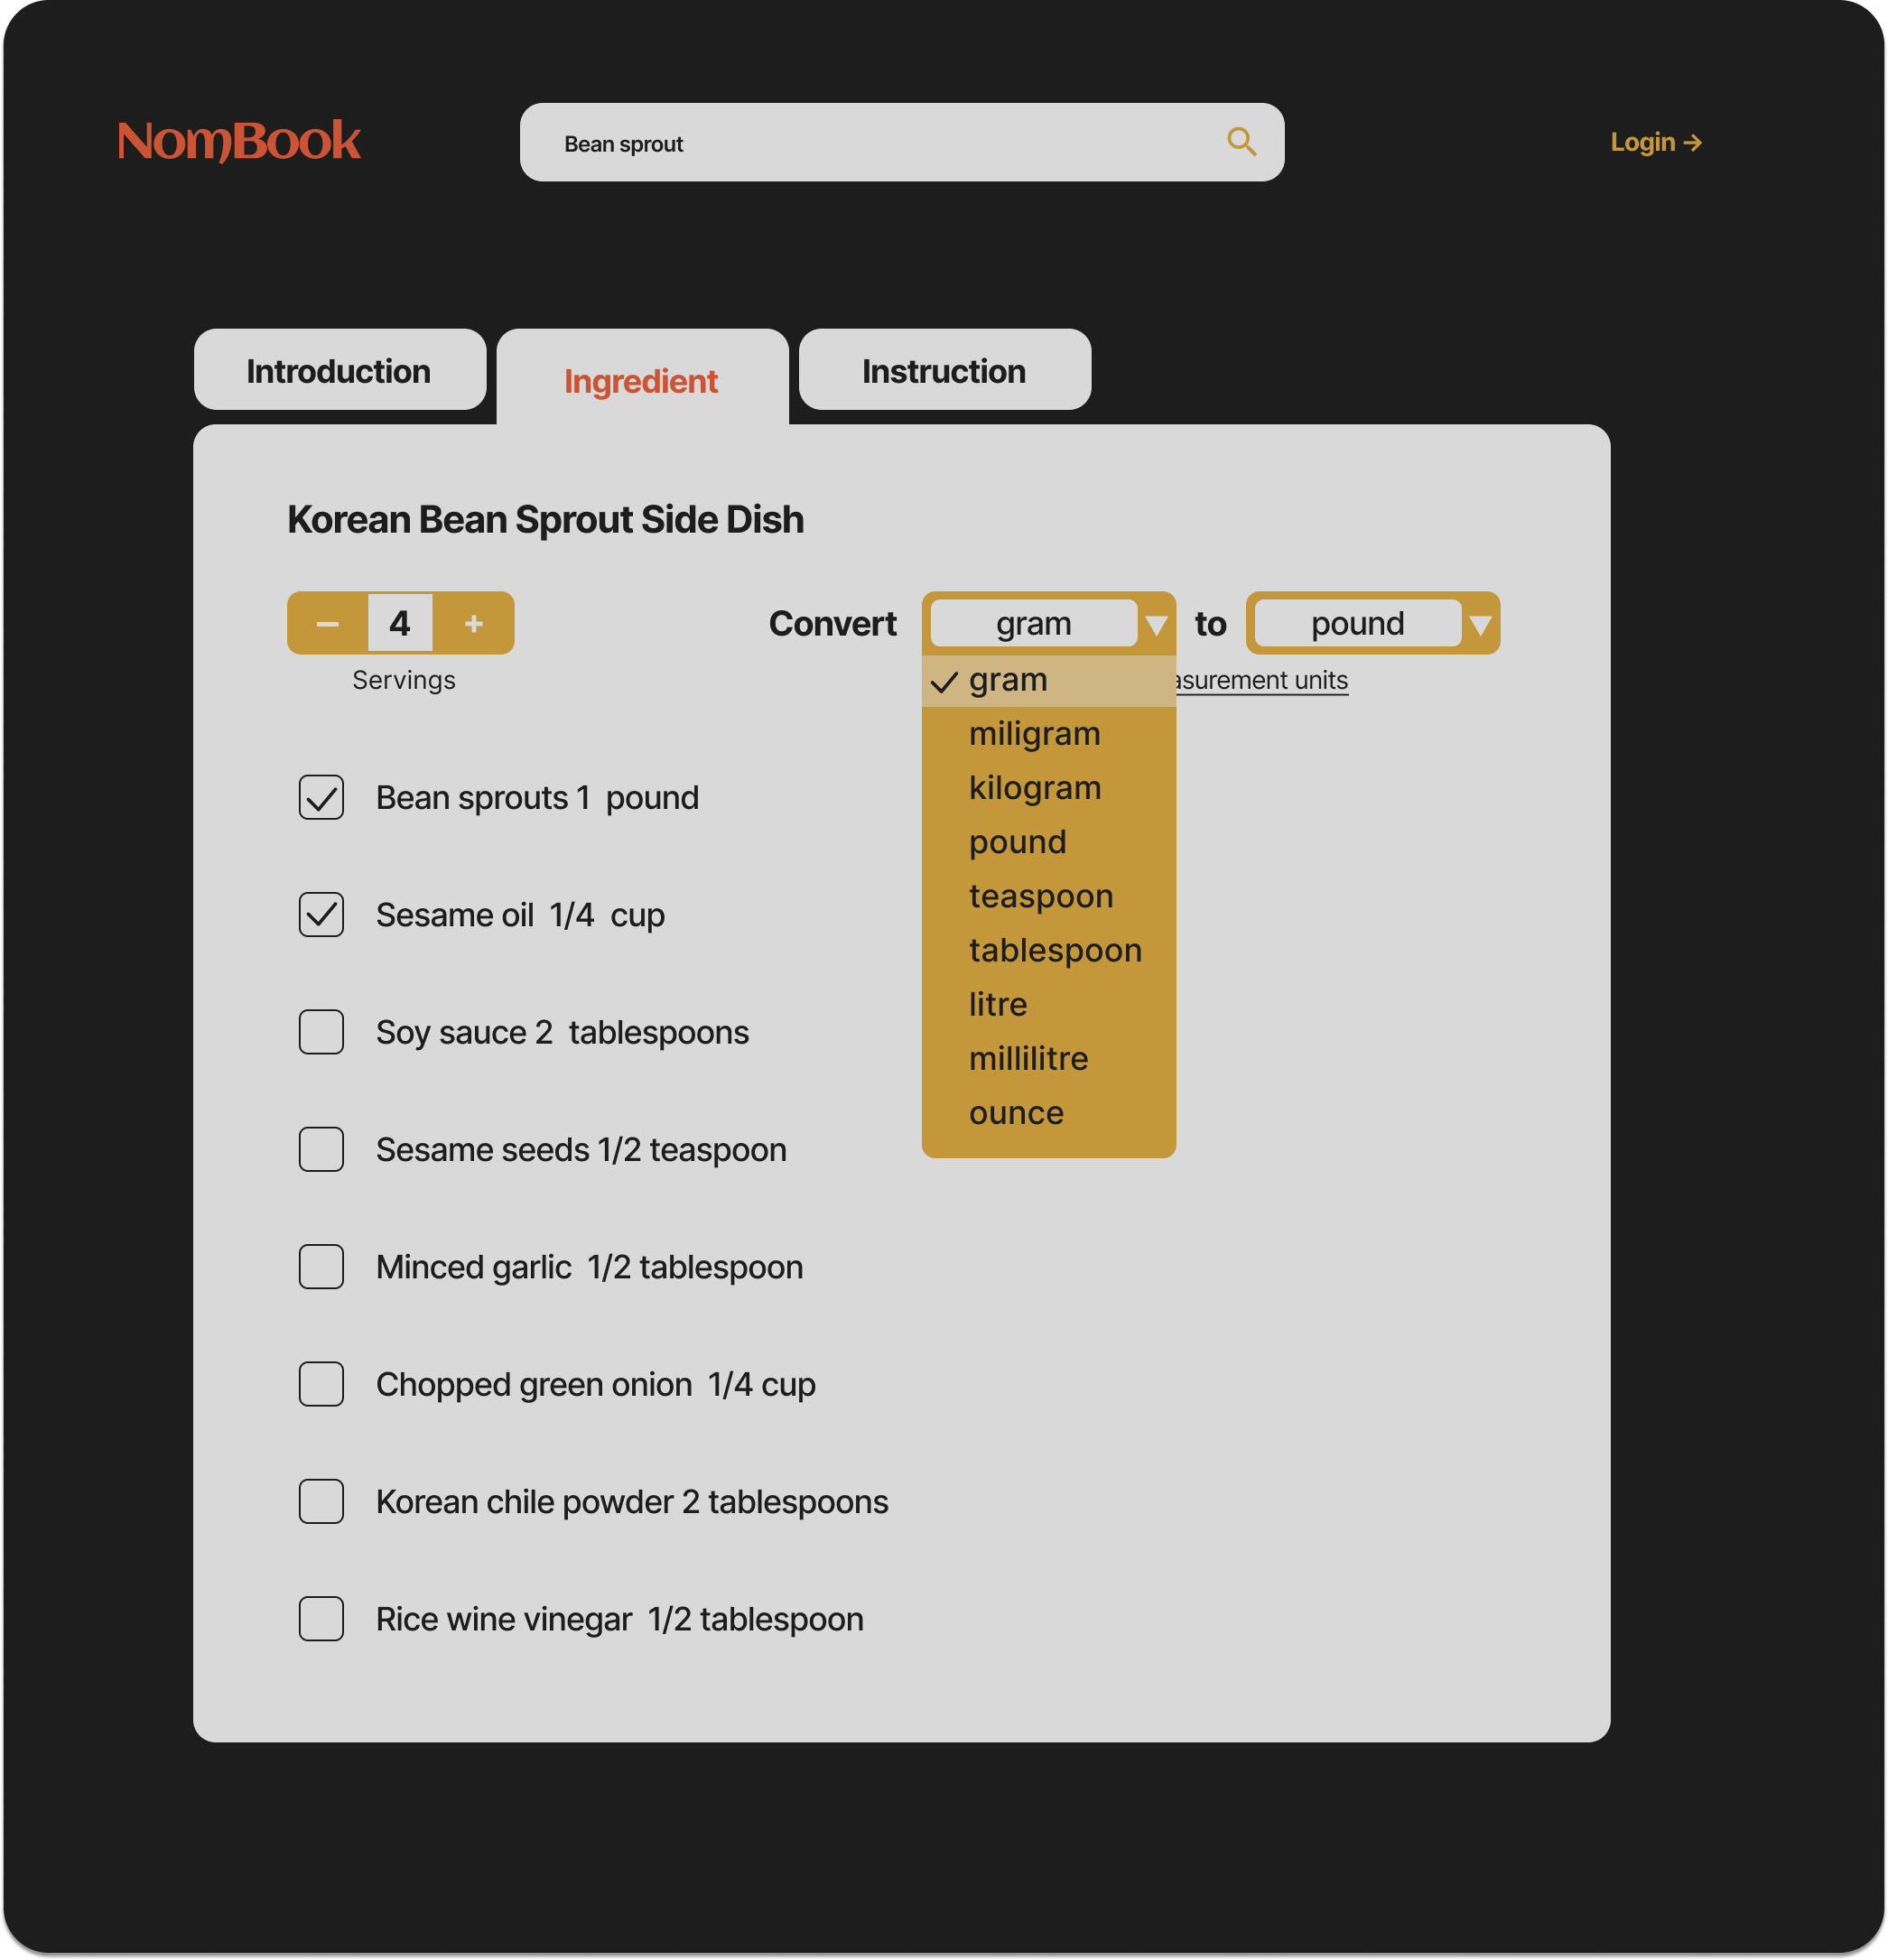 NomBook
Bean sprout
Login →
Introduction
Ingredient
Instruction
Korean Bean Sprout Side Dish
− 4 +
Convert gram to pound
Servings
measurement units
gram
miligram
kilogram
pound
teaspoon
tablespoon
litre
millilitre
ounce
Bean sprouts 1 pound
Sesame oil 1/4 cup
Soy sauce 2 tablespoons
Sesame seeds 1/2 teaspoon
Minced garlic 1/2 tablespoon
Chopped green onion 1/4 cup
Korean chile powder 2 tablespoons
Rice wine vinegar 1/2 tablespoon